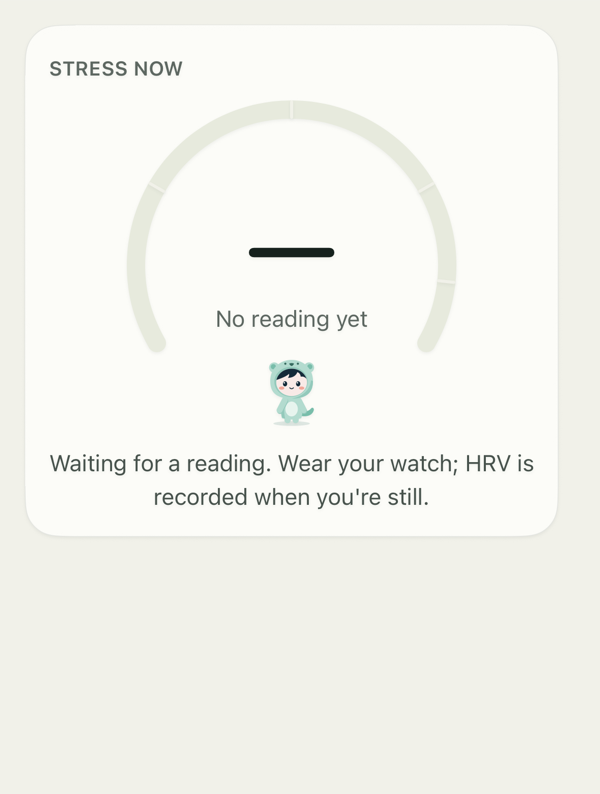 STRESS NOW
No reading yet
Waiting for a reading. Wear your watch; HRV is
recorded when you're still.